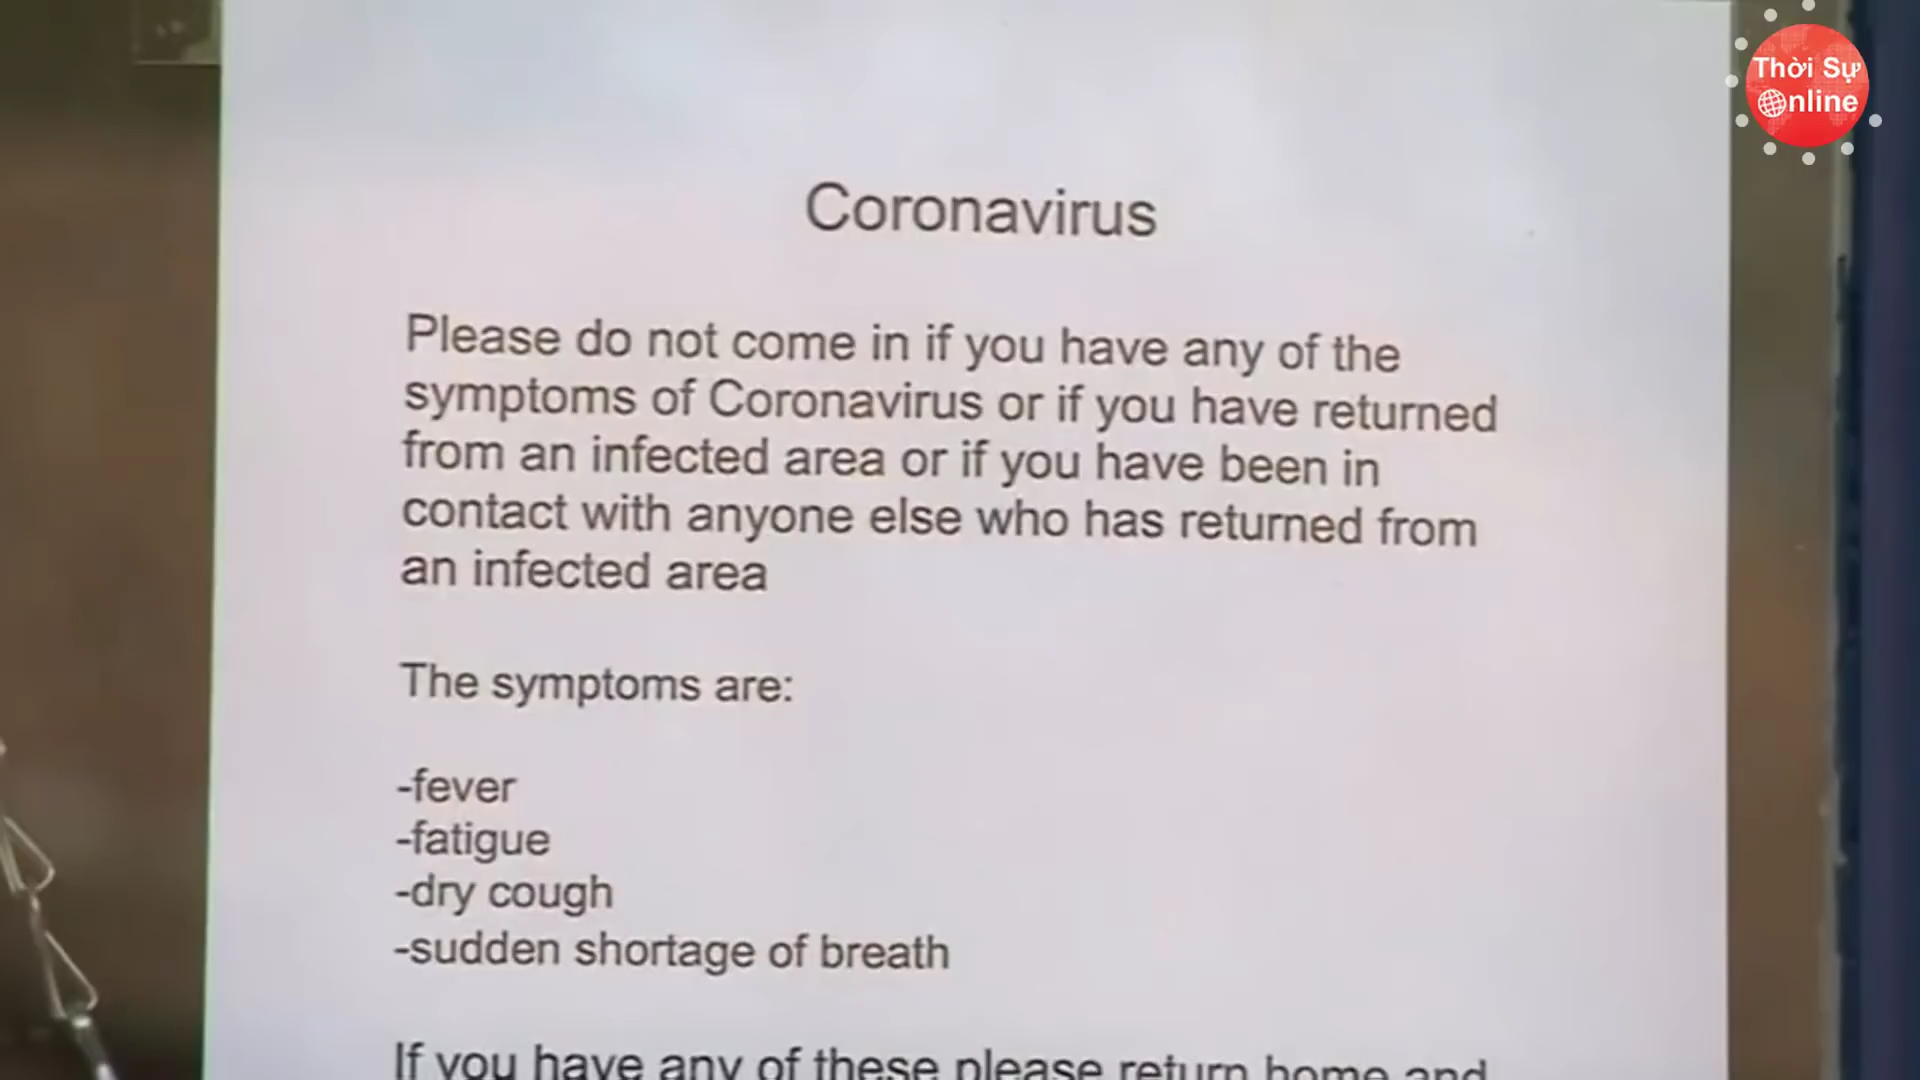 Thời Sự
Online
Coronavirus
Please do not come in if you have any of the
symptoms of Coronavirus or if you have returned
from an infected area or if you have been in
contact with anyone else who has returned from
an infected area
The symptoms are:
-fever
-fatigue
-dry cough
-sudden shortage of breath
If you have any of these please return home and